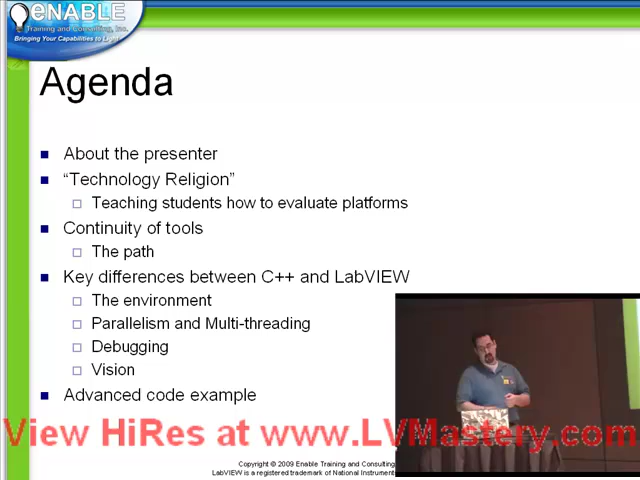 eNABLE
Training and Consulting, Inc.
Bringing Your Capabilities to Light
Agenda
About the presenter
“Technology Religion”
Teaching students how to evaluate platforms
Continuity of tools
The path
Key differences between C++ and LabVIEW
The environment
Parallelism and Multi-threading
Debugging
Vision
Advanced code example
View HiRes at www.LVMastery.com
Copyright © 2009 Enable Training and Consulting
LabVIEW is a registered trademark of National Instrument